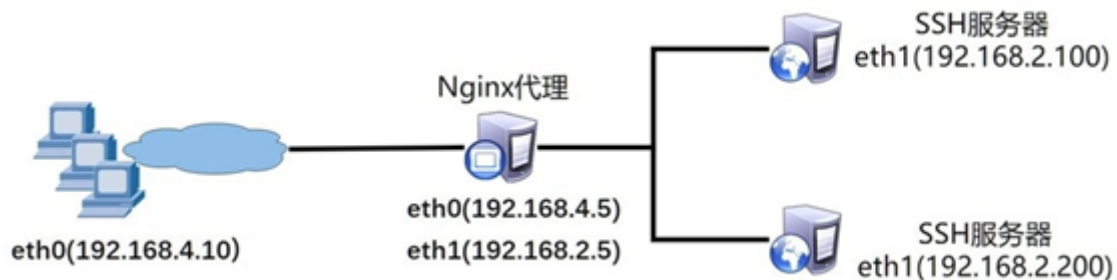 SSH服务器
eth1(192.168.2.100)
Nginx代理
eth0(192.168.4.5)
eth1(192.168.2.5)
eth0(192.168.4.10)
SSH服务器
eth1(192.168.2.200)